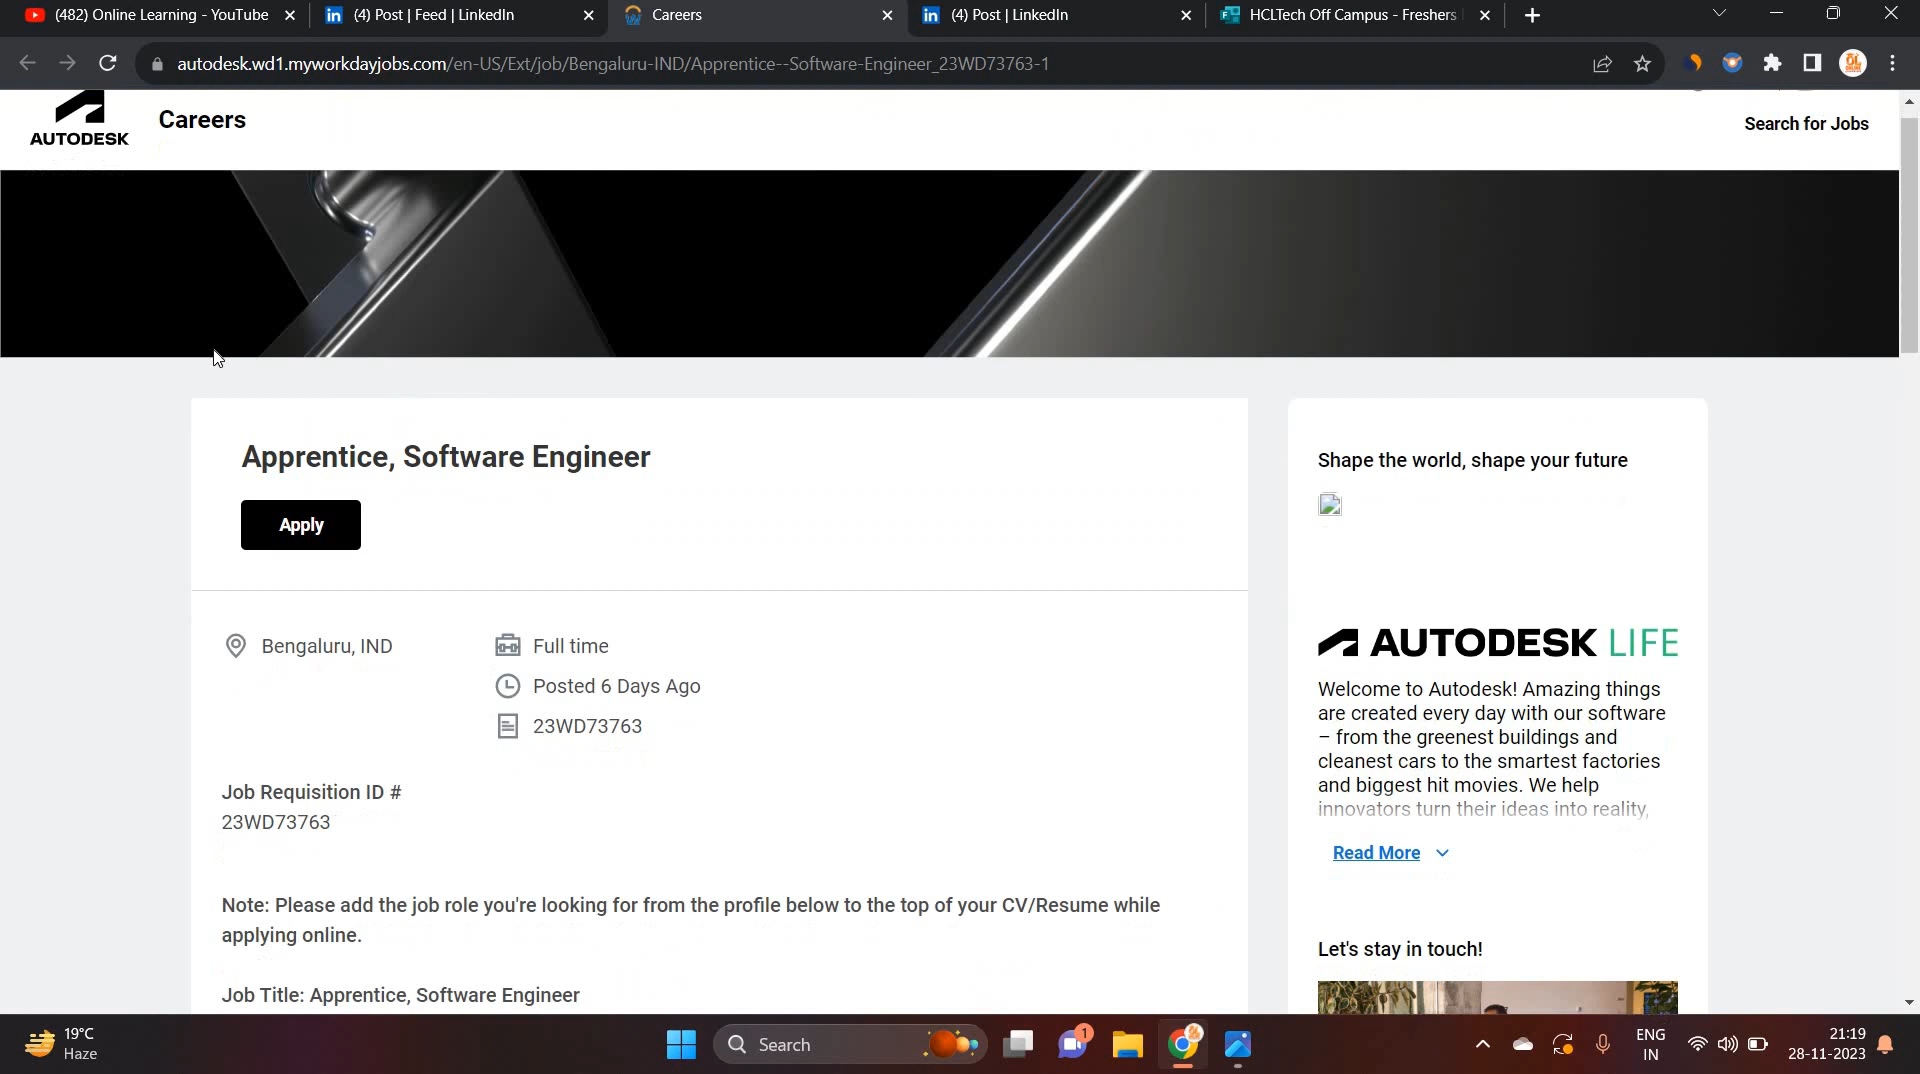 (482) Online Learning - YouTube
(4) Post | Feed | LinkedIn
Careers
(4) Post | LinkedIn
HCLTech Off Campus - Freshers
autodesk.wd1.myworkdayjobs.com/en-US/Ext/job/Bengaluru-IND/Apprentice--Software-Engineer_23WD73763-1
AUTODESK
Careers
Search for Jobs
Apprentice, Software Engineer
Apply
Bengaluru, IND
Full time
Posted 6 Days Ago
23WD73763
Job Requisition ID #
23WD73763
Note: Please add the job role you're looking for from the profile below to the top of your CV/Resume while
applying online.
Job Title: Apprentice, Software Engineer
Shape the world, shape your future
AUTODESK LIFE
Welcome to Autodesk! Amazing things
are created every day with our software
– from the greenest buildings and
cleanest cars to the smartest factories
and biggest hit movies. We help
innovators turn their ideas into reality,
Read More
Let's stay in touch!
19°C
Haze
Search
1
ENG
IN
21:19
28-11-2023